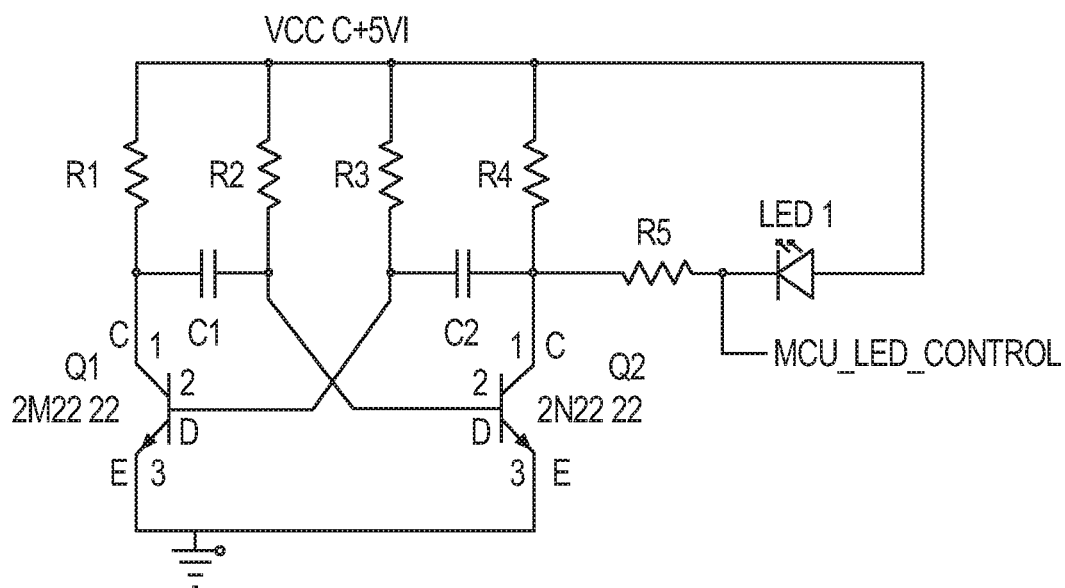 VCC C+5VI
R1
R2
R3
R4
R5
LED 1
C1
C2
MCU_LED_CONTROL
C 1
Q1
2M22 22
2
D
E 3
1 C
Q2
2N22 22
2
D
3 E